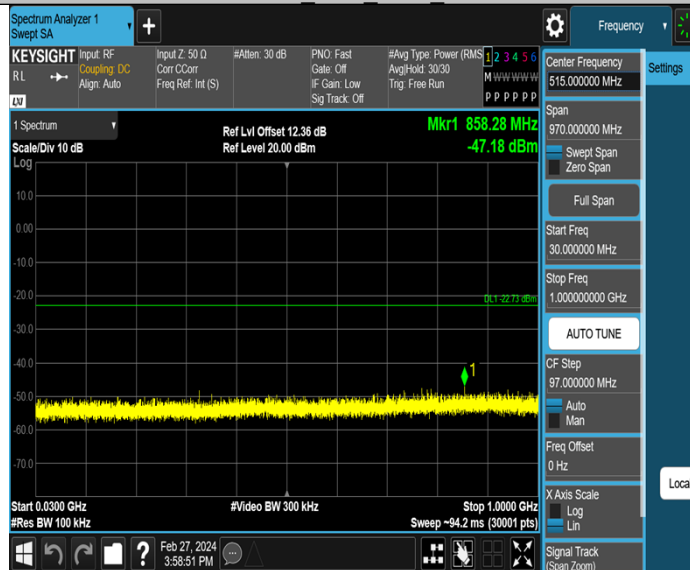 Spectrum Analyzer 1
Swept SA
+
Frequency
KEYSIGHT
RL
LXI
Input: RF
Coupling: DC
Align: Auto
Input Z: 50 Ω
Corr CCorr
Freq Ref: Int (S)
#Atten: 30 dB
PNO: Fast
Gate: Off
IF Gain: Low
Sig Track: Off
#Avg Type: Power (RMS
Avg|Hold: 30/30
Trig: Free Run
1 2 3 4 5 6
M W W W W W
P P P P P P
Center Frequency
515.000000 MHz
Settings
Span
970.000000 MHz
Swept Span
Zero Span
Full Span
Start Freq
30.000000 MHz
Stop Freq
1.000000000 GHz
AUTO TUNE
CF Step
97.000000 MHz
Auto
Man
Freq Offset
0 Hz
X Axis Scale
Log
Lin
Signal Track
(Span Zoom)
Loca
1 Spectrum
Scale/Div 10 dB
Log
Ref Lvl Offset 12.36 dB
Ref Level 20.00 dBm
Mkr1 858.28 MHz
-47.18 dBm
10.0
0.00
-10.0
-20.0
DL1 -22.73 dBm
-30.0
-40.0
1
-50.0
-60.0
-70.0
Start 0.0300 GHz
#Res BW 100 kHz
#Video BW 300 kHz
Stop 1.0000 GHz
Sweep ~94.2 ms (30001 pts)
?
Feb 27, 2024
3:58:51 PM